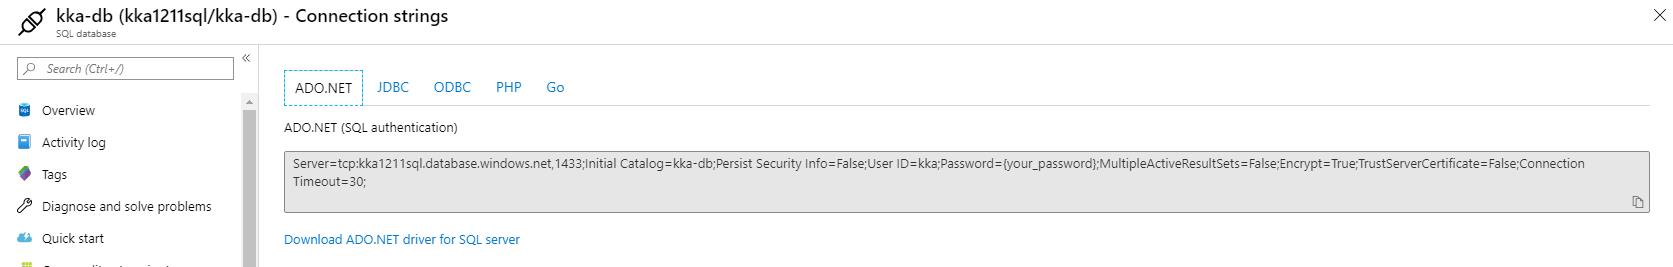 kka-db (kka1211sql/kka-db) - Connection strings
SQL database
Search (Ctrl+/)
Overview
Activity log
Tags
Diagnose and solve problems
Quick start
ADO.NET JDBC ODBC PHP Go
ADO.NET (SQL authentication)
Server=tcp:kka1211sql.database.windows.net,1433;Initial Catalog=kka-db;Persist Security Info=False;User ID=kka;Password={your_password};MultipleActiveResultSets=False;Encrypt=True;TrustServerCertificate=False;Connection
Timeout=30;
Download ADO.NET driver for SQL server